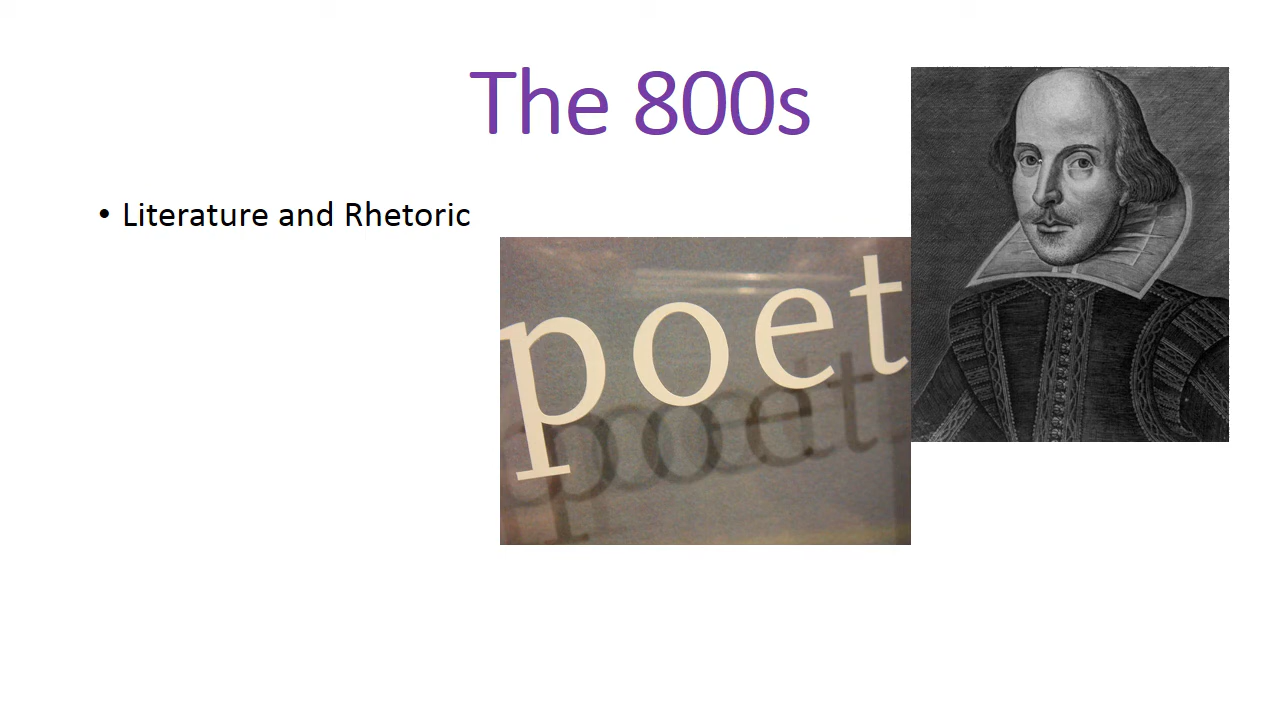 The 800s
• Literature and Rhetoric
poet